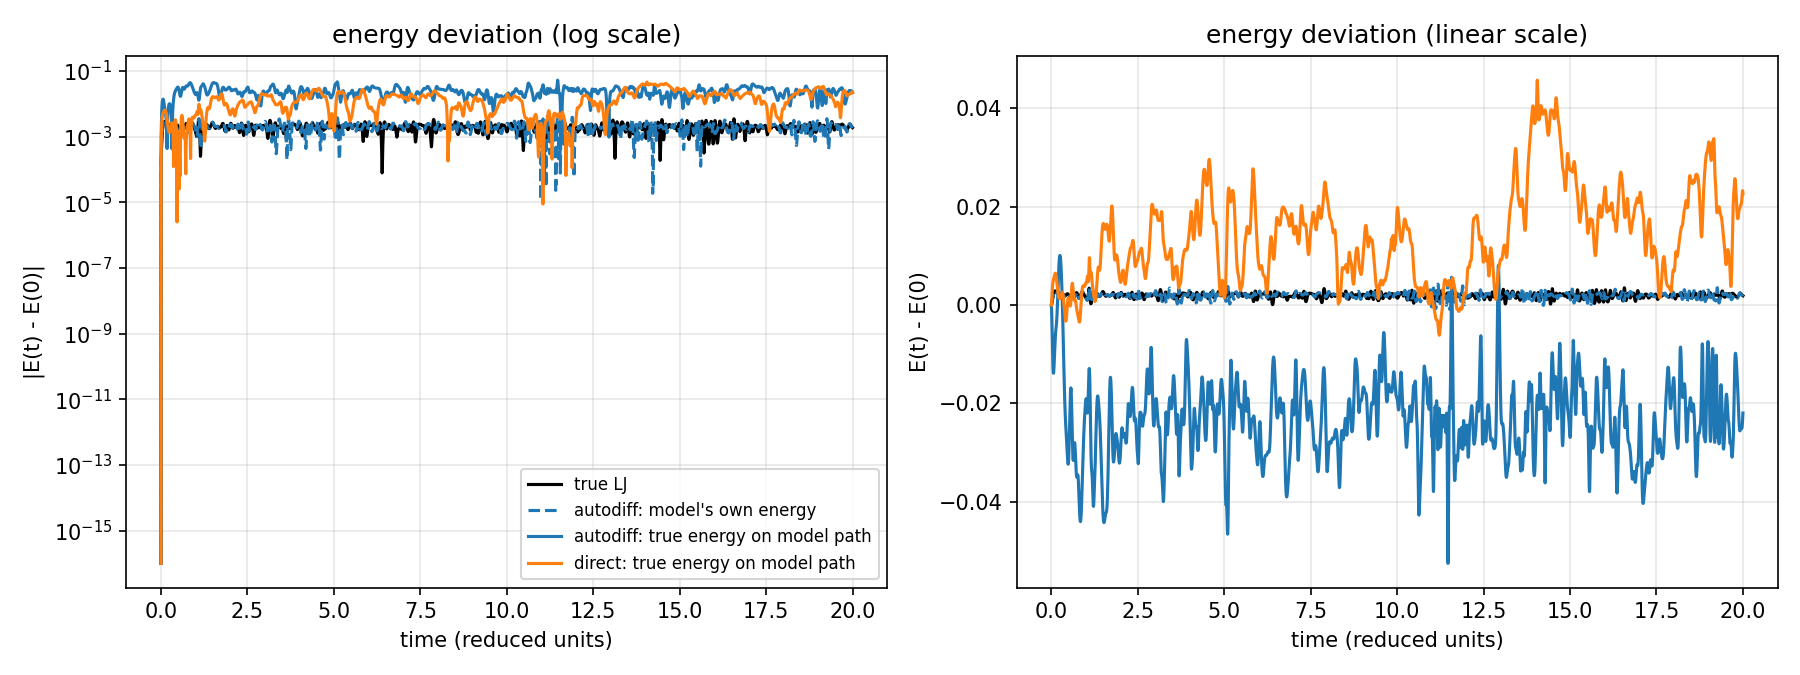 energy deviation (log scale)
10⁻¹
10⁻³
10⁻⁵
10⁻⁷
10⁻⁹
10⁻¹¹
10⁻¹³
10⁻¹⁵
|E(t) - E(0)|
true LJ
autodiff: model's own energy
autodiff: true energy on model path
direct: true energy on model path
0.0 2.5 5.0 7.5 10.0 12.5 15.0 17.5 20.0
time (reduced units)
energy deviation (linear scale)
0.04
0.02
0.00
−0.02
−0.04
E(t) - E(0)
0.0 2.5 5.0 7.5 10.0 12.5 15.0 17.5 20.0
time (reduced units)